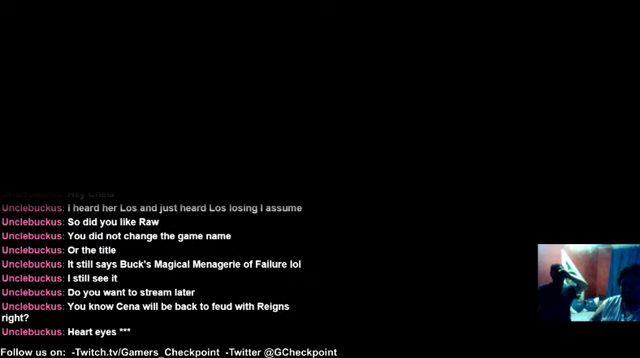 Unclebuckus: I heard her Los and just heard Los losing I assume
Unclebuckus: So did you like Raw
Unclebuckus: You did not change the game name
Unclebuckus: Or the title
Unclebuckus: It still says Buck's Magical Menagerie of Failure lol
Unclebuckus: I still see it
Unclebuckus: Do you want to stream later
Unclebuckus: You know Cena will be back to feud with Reigns
right?
Unclebuckus: Heart eyes ***
Follow us on: -Twitch.tv/Gamers_Checkpoint -Twitter @GCheckpoint